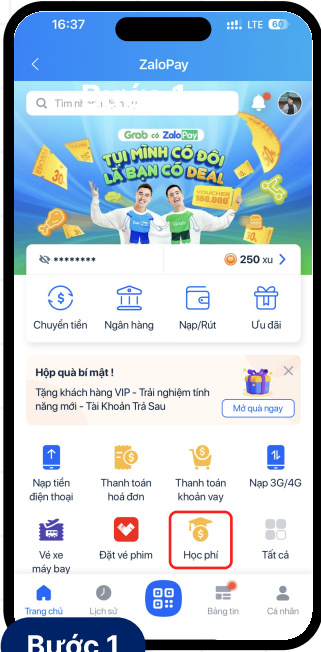 16:37
LTE 60
ZaloPay
Bước 1
Grab có ZaloPay
TỤI MÌNH CÓ ĐÔI
LÀ BẠN CÓ DEAL
VOUCHER
100.000
********
250 xu
Chuyển tiền Ngân hàng Nạp/Rút Ưu đãi
Hộp quà bí mật !
Tặng khách hàng VIP - Trải nghiệm tính
năng mới - Tài Khoản Trả Sau
Mở quà ngay
Nạp tiền
điện thoại
Thanh toán
hoá đơn
Thanh toán
khoản vay
Nạp 3G/4G
Vé xe
máy bay
Đặt vé phim
Học phí
Tất cả
Trang chủ Lịch sử Bảng tin Cá nhân
Bước 1